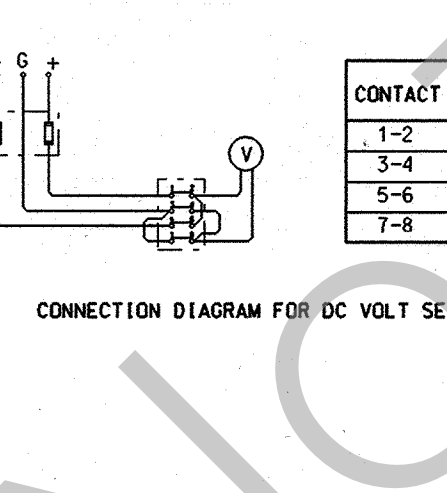 G +
V
CONTACT
1-2
3-4
5-6
7-8
CONNECTION DIAGRAM FOR DC VOLT SE